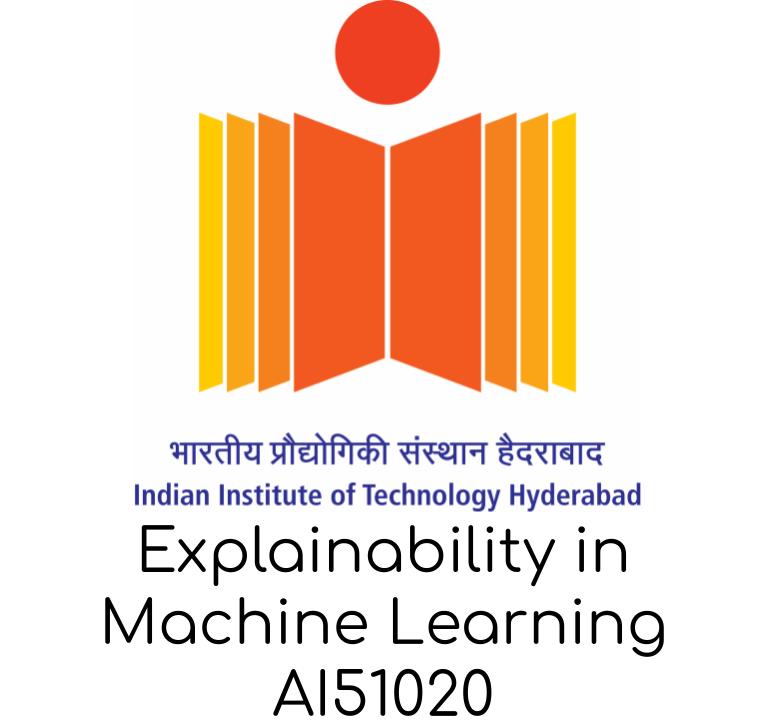 भारतीय प्रौद्योगिकी संस्थान हैदराबाद
Indian Institute of Technology Hyderabad
Explainability in
Machine Learning
AI51020